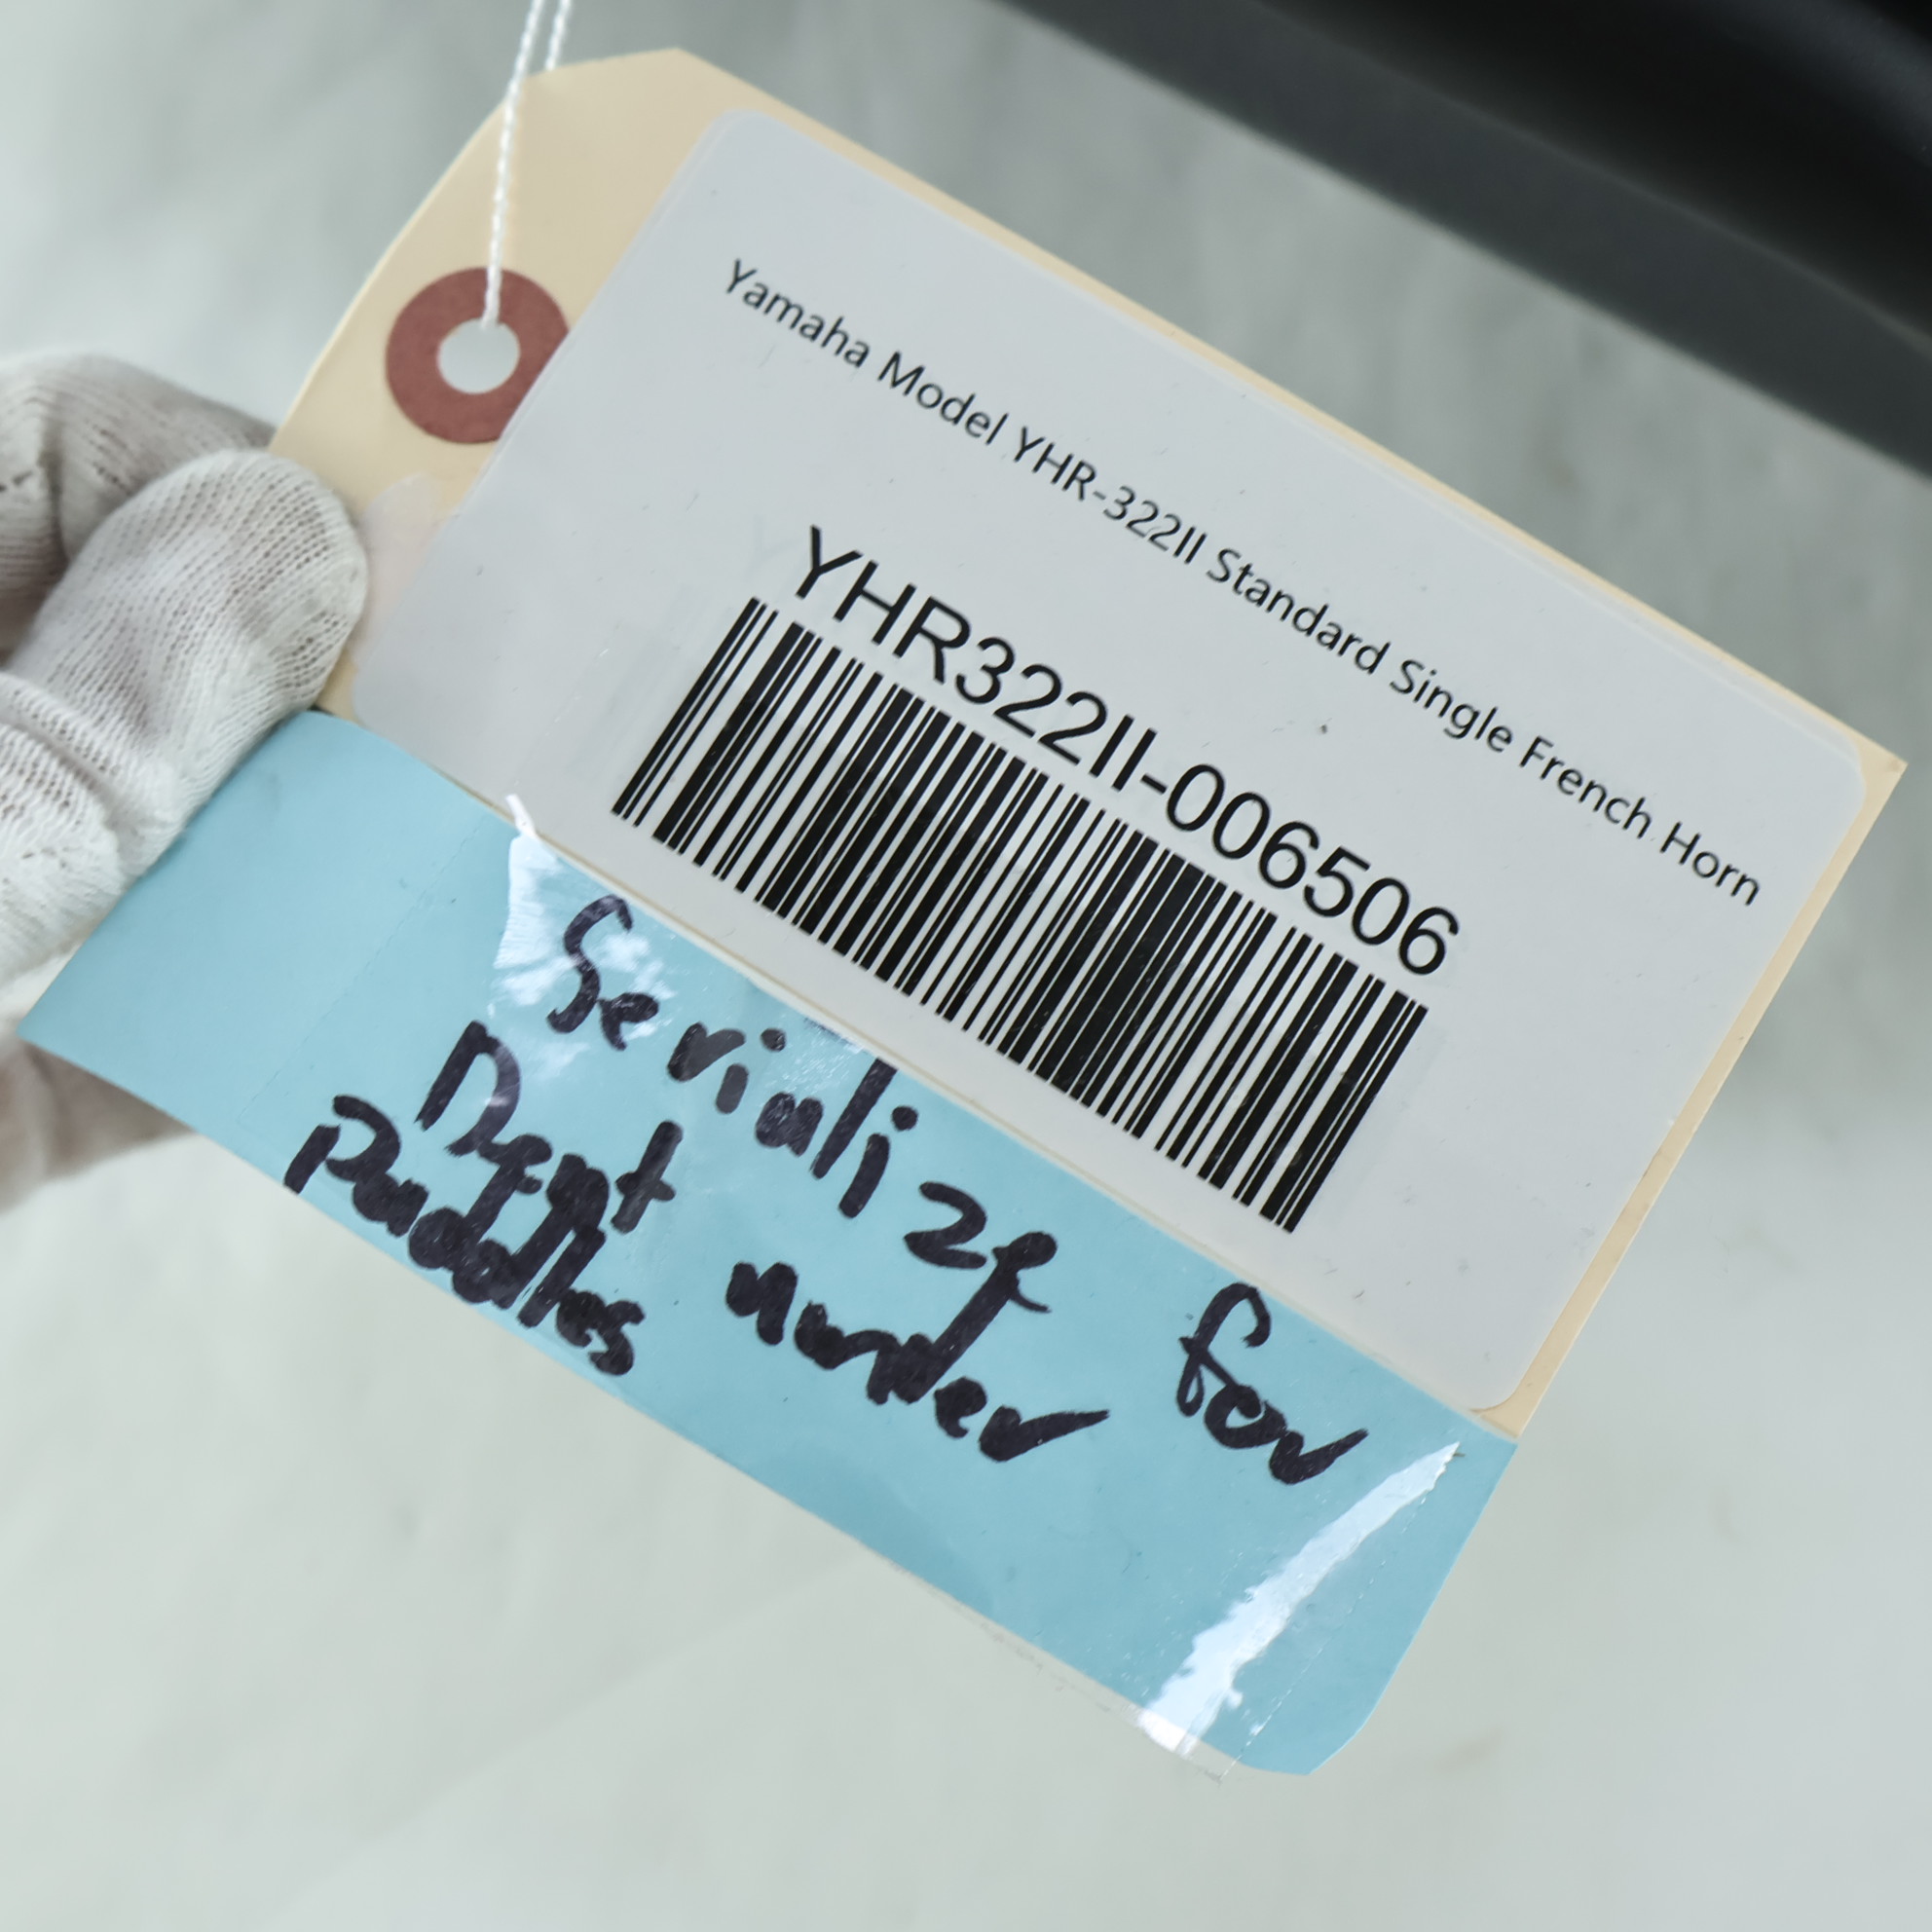 Yamaha Model YHR-322II Standard Single French Horn
YHR322II-006506
Serialize for
Dent under
Paddles